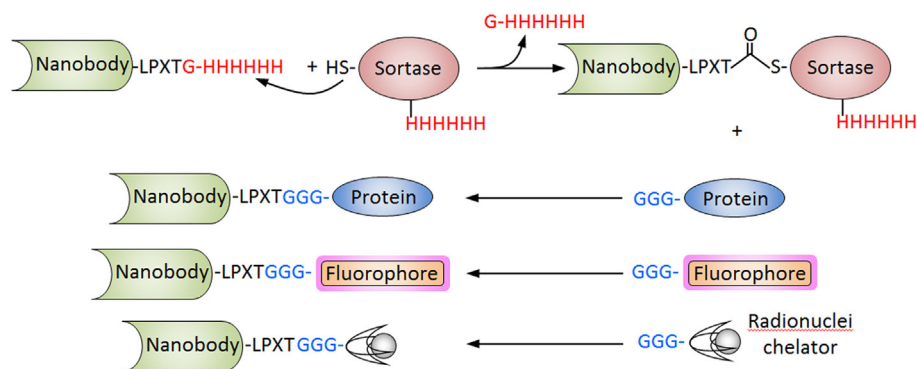 G-HHHHHH
Nanobody -LPXTG-HHHHHH + HS- Sortase
O
Nanobody -LPXT S- Sortase
HHHHHH HHHHHH
+
Nanobody -LPXTGGG- Protein GGG- Protein
Nanobody -LPXTGGG- Fluorophore GGG- Fluorophore
Nanobody -LPXTGGG- GGG- Radionuclei
chelator